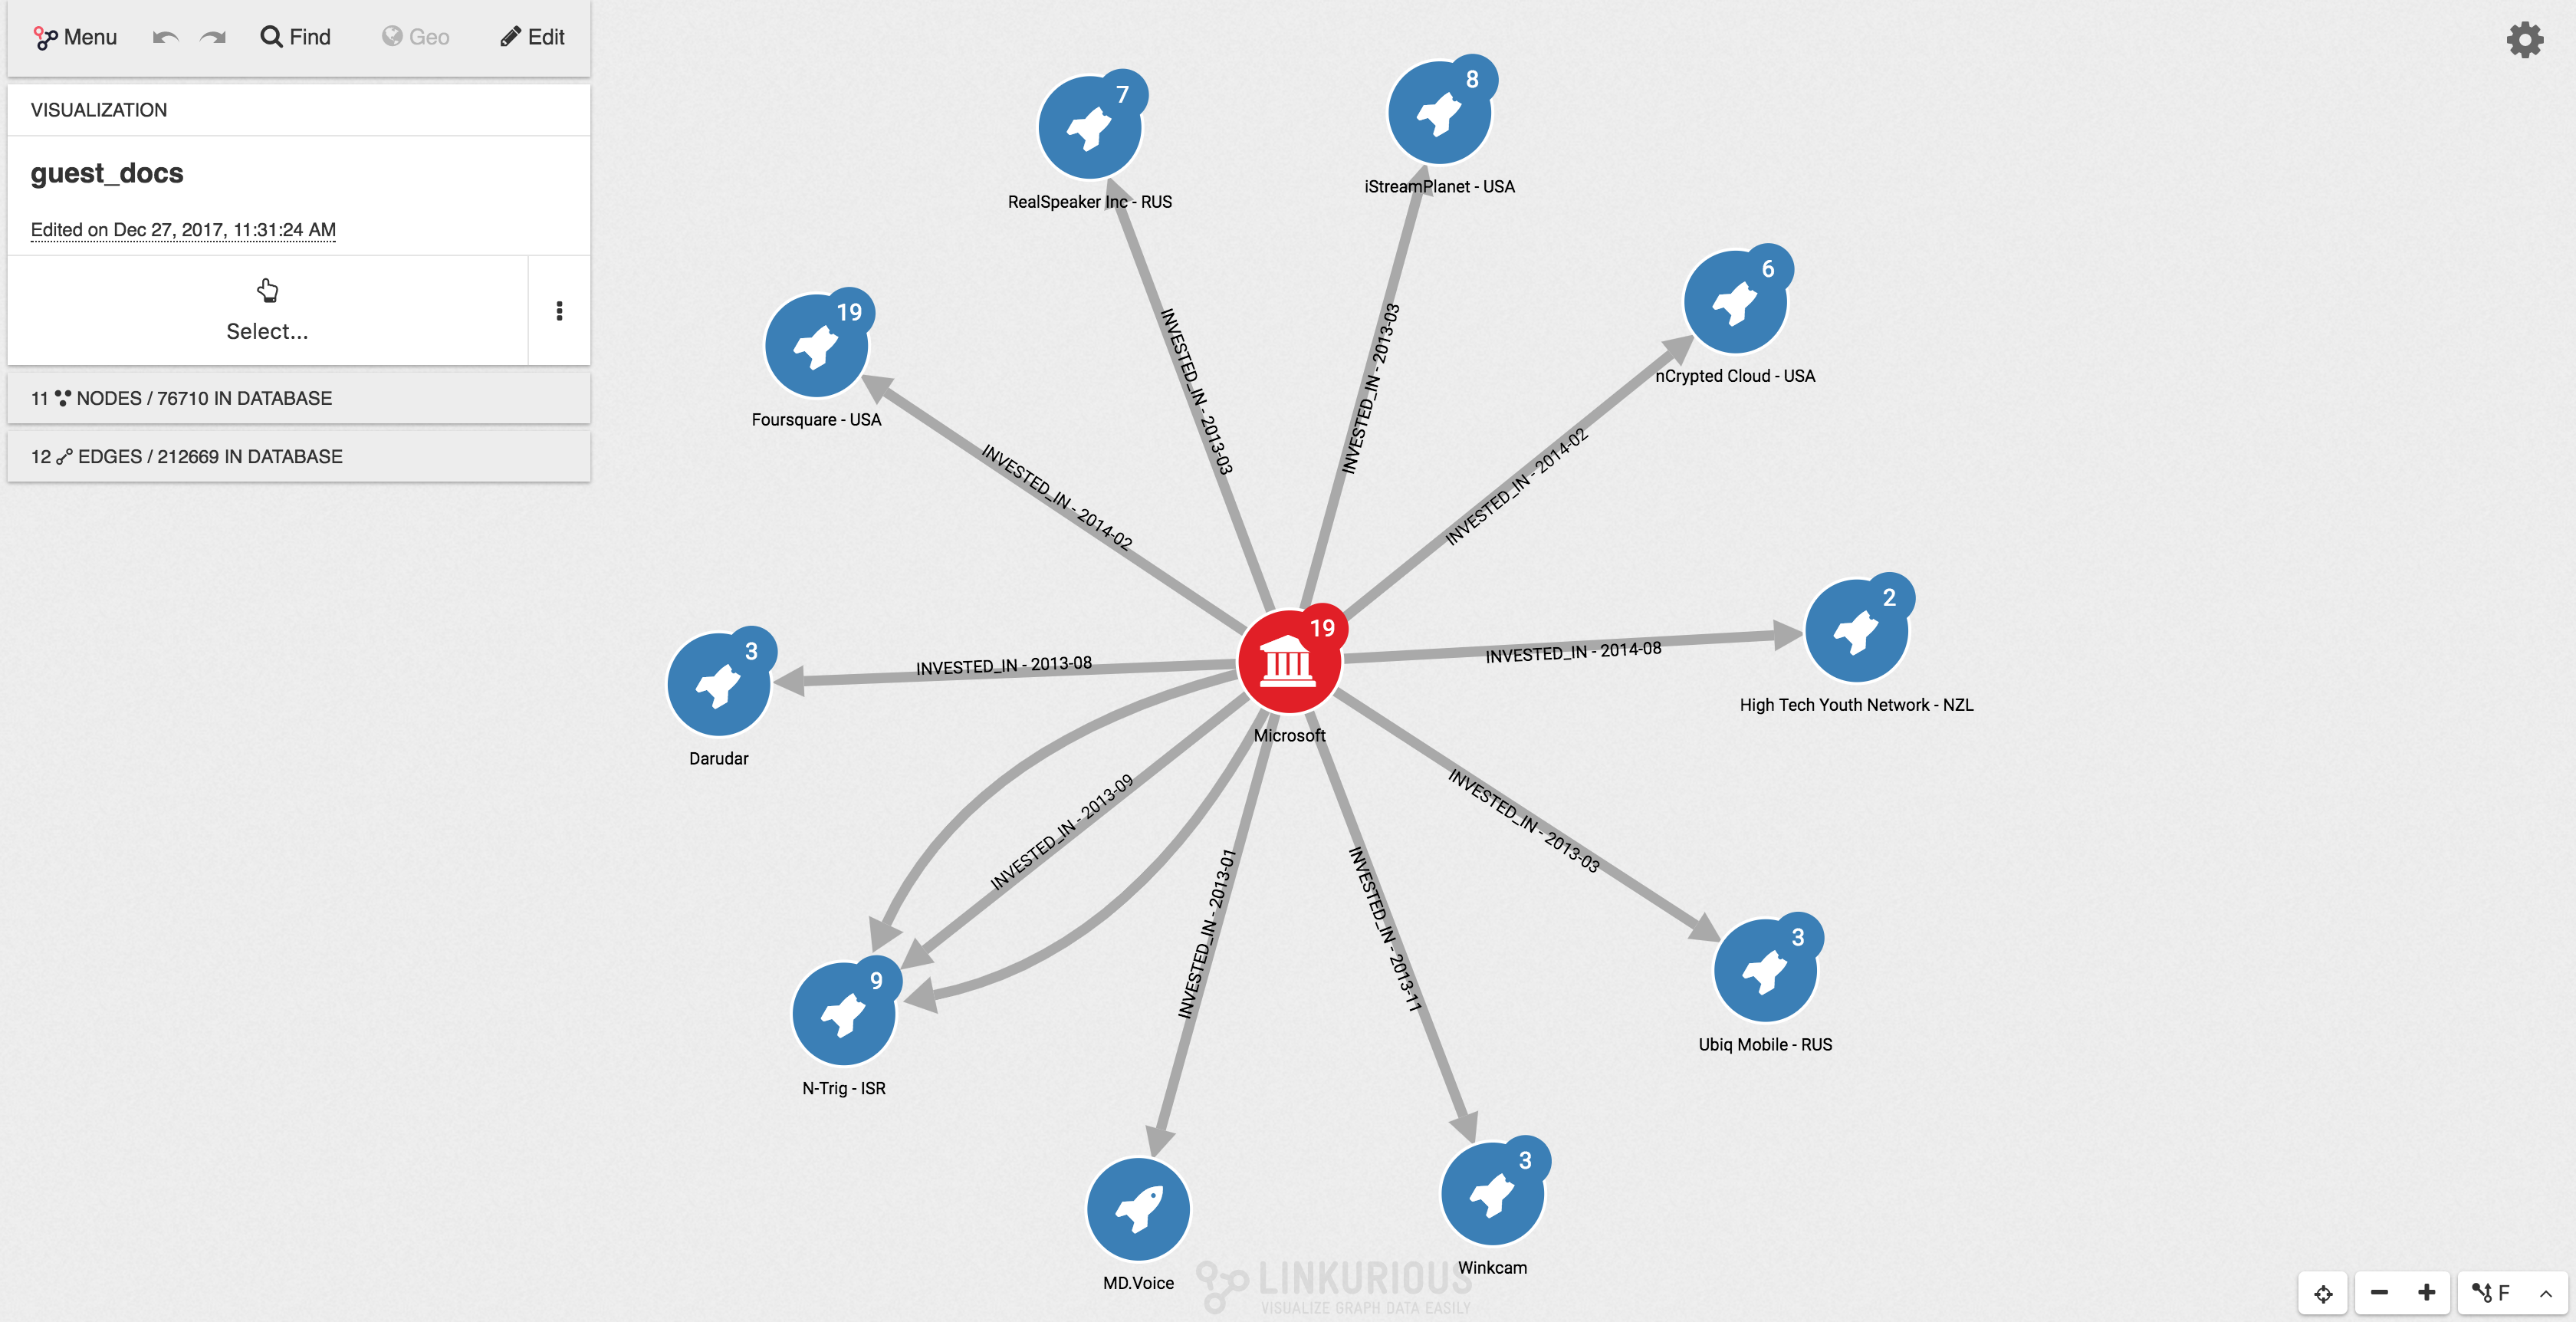 Menu
Find
Geo
Edit
VISUALIZATION
guest_docs
Edited on Dec 27, 2017, 11:31:24 AM
Select...
11 NODES / 76710 IN DATABASE
12 EDGES / 212669 IN DATABASE
7
RealSpeaker Inc - RUS
8
iStreamPlanet - USA
6
nCrypted Cloud - USA
19
Foursquare - USA
INVESTED_IN - 2013-03
INVESTED_IN - 2013-03
INVESTED_IN - 2014-02
INVESTED_IN - 2014-02
2
High Tech Youth Network - NZL
INVESTED_IN - 2014-08
19
Microsoft
3
Darudar
INVESTED_IN - 2013-08
INVESTED_IN - 2013-09
INVESTED_IN - 2013-03
INVESTED_IN - 2013-01
INVESTED_IN - 2013-11
9
N-Trig - ISR
3
Ubiq Mobile - RUS
MD.Voice
3
Winkcam
LINKURIOUS
VISUALIZE GRAPH DATA EASILY
F